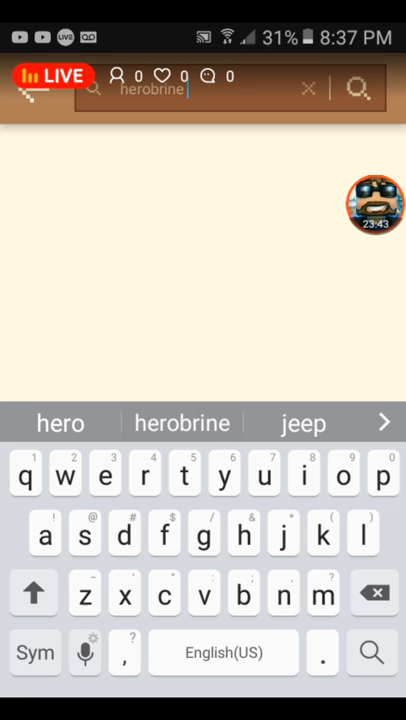 LIVE 31% 8:37 PM
LIVE 0 0 0
herobrine
23:43
hero herobrine jeep
1 2 3 4 5 6 7 8 9 0
q w e r t y u i o p
! @ # $ / & * ( )
a s d f g h j k l
- ' " : ; ?
z x c v b n m
Sym , ? English(US) .